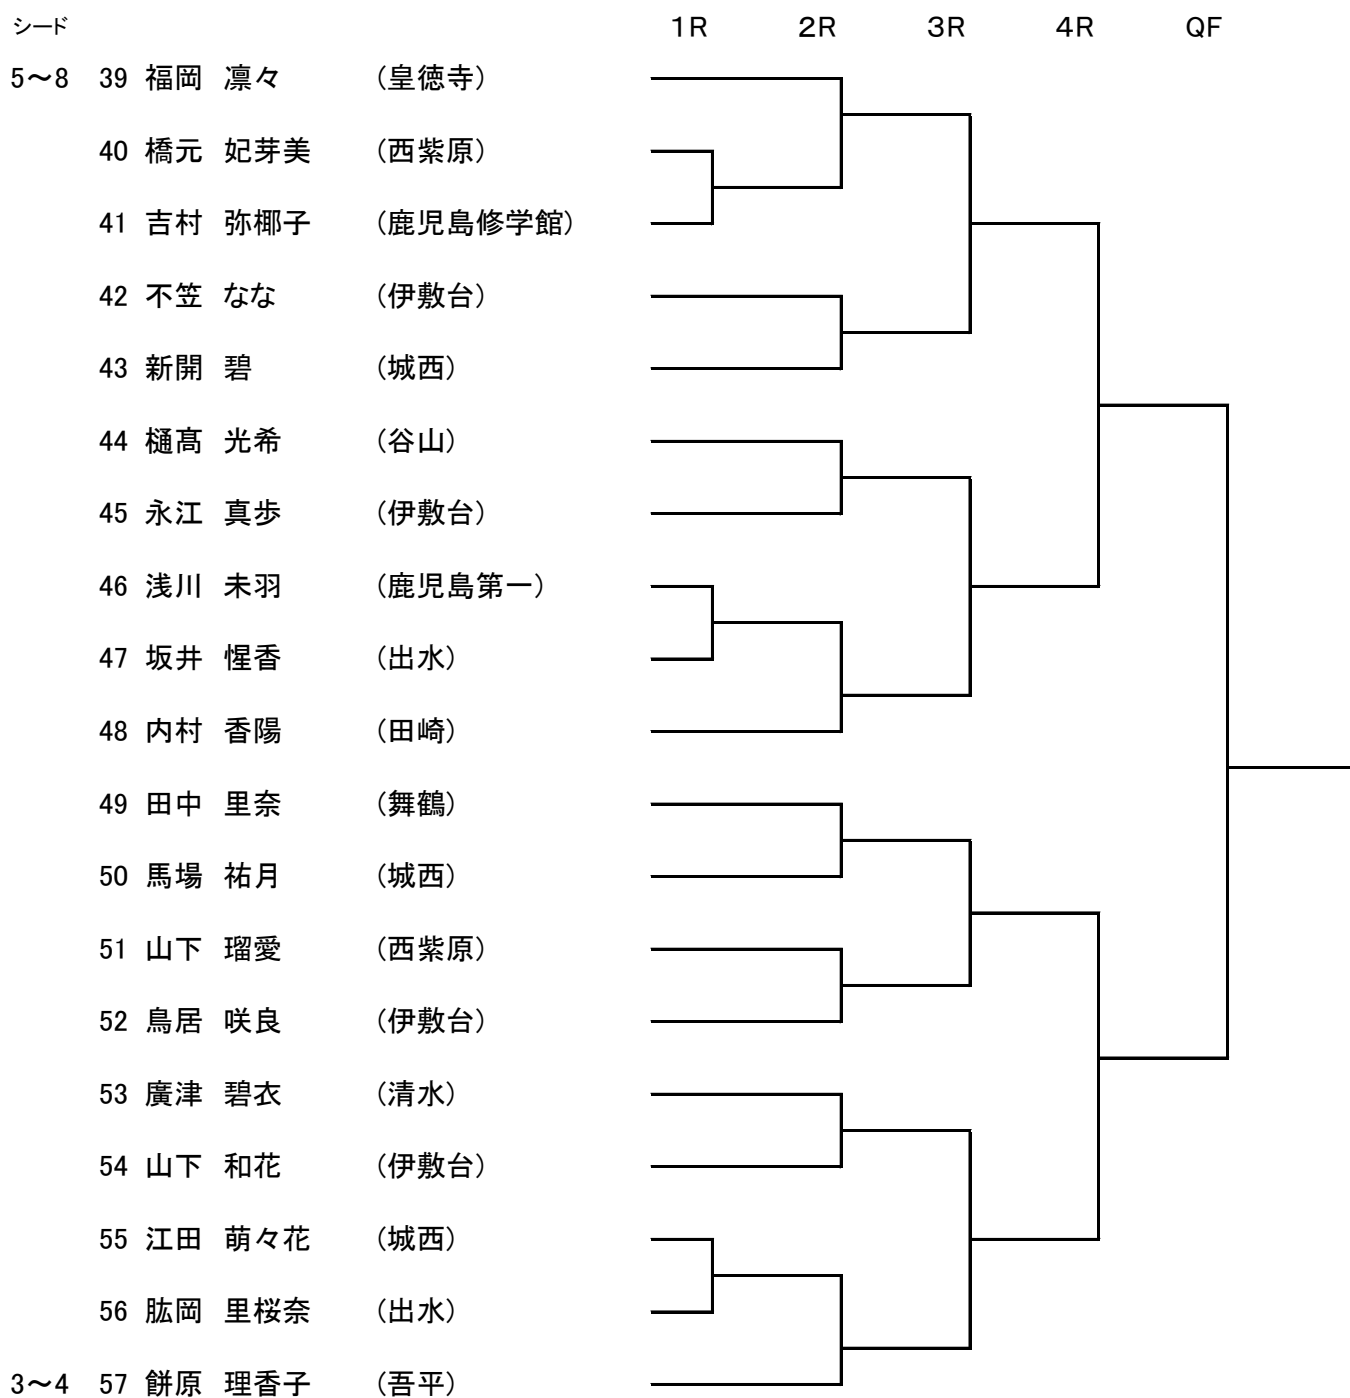 シード 1R 2R 3R 4R QF
5～8 39 福岡 凛々 (皇徳寺)
40 橋元 妃芽美 (西紫原)
41 吉村 弥椰子 (鹿児島修学館)
42 不笠 なな (伊敷台)
43 新開 碧 (城西)
44 樋髙 光希 (谷山)
45 永江 真歩 (伊敷台)
46 浅川 未羽 (鹿児島第一)
47 坂井 惺香 (出水)
48 内村 香陽 (田崎)
49 田中 里奈 (舞鶴)
50 馬場 祐月 (城西)
51 山下 瑠愛 (西紫原)
52 鳥居 咲良 (伊敷台)
53 廣津 碧衣 (清水)
54 山下 和花 (伊敷台)
55 江田 萌々花 (城西)
56 肱岡 里桜奈 (出水)
3～4 57 餅原 理香子 (吾平)